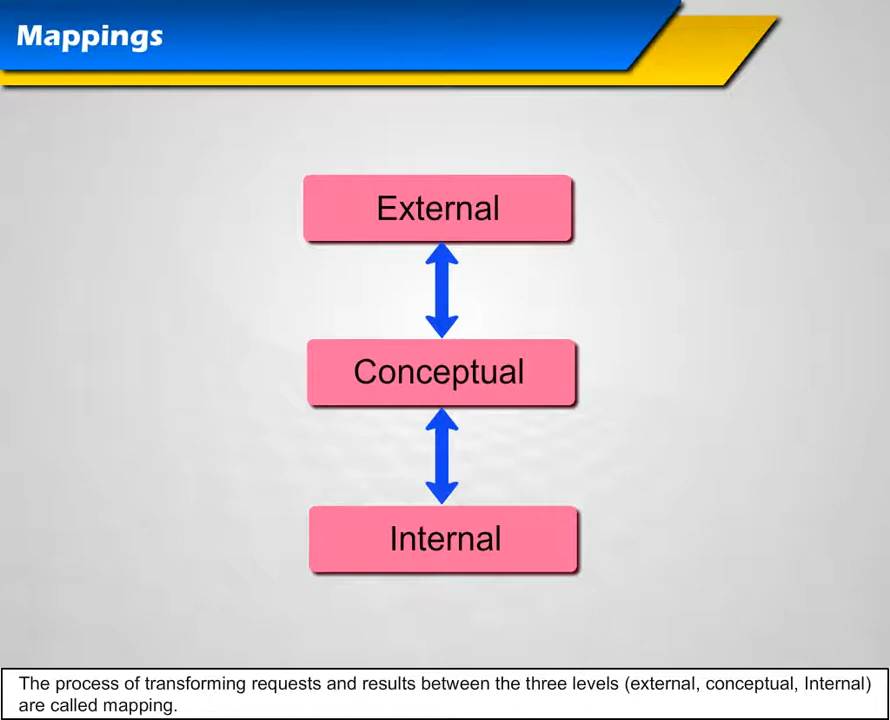 Mappings
External
Conceptual
Internal
The process of transforming requests and results between the three levels (external, conceptual, Internal)
are called mapping.